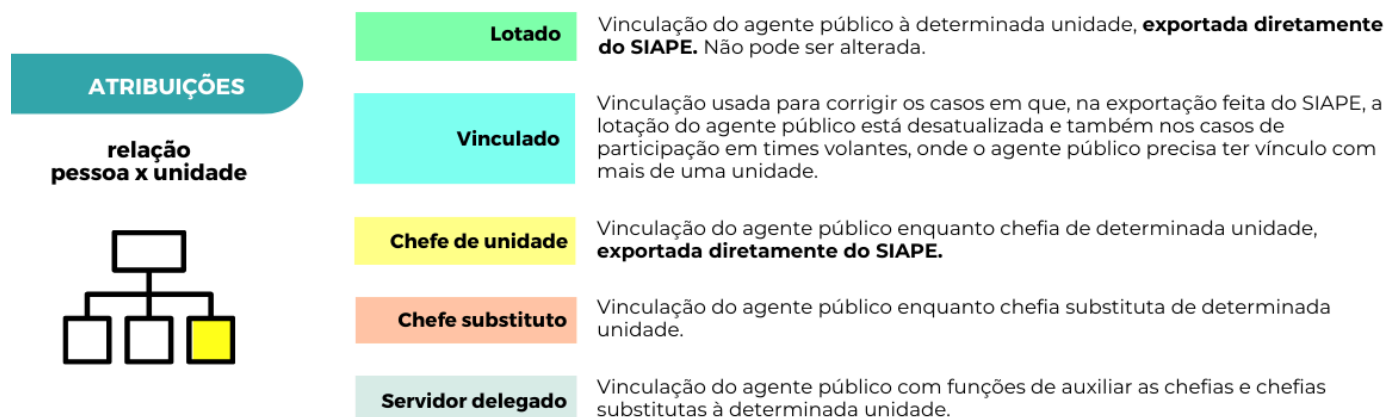 ATRIBUIÇÕES
relação
pessoa x unidade
Lotado
Vinculação do agente público à determinada unidade, exportada diretamente
do SIAPE. Não pode ser alterada.
Vinculado
Vinculação usada para corrigir os casos em que, na exportação feita do SIAPE, a
lotação do agente público está desatualizada e também nos casos de
participação em times volantes, onde o agente público precisa ter vínculo com
mais de uma unidade.
Chefe de unidade
Vinculação do agente público enquanto chefia de determinada unidade,
exportada diretamente do SIAPE.
Chefe substituto
Vinculação do agente público enquanto chefia substituta de determinada
unidade.
Servidor delegado
Vinculação do agente público com funções de auxiliar as chefias e chefias
substitutas à determinada unidade.